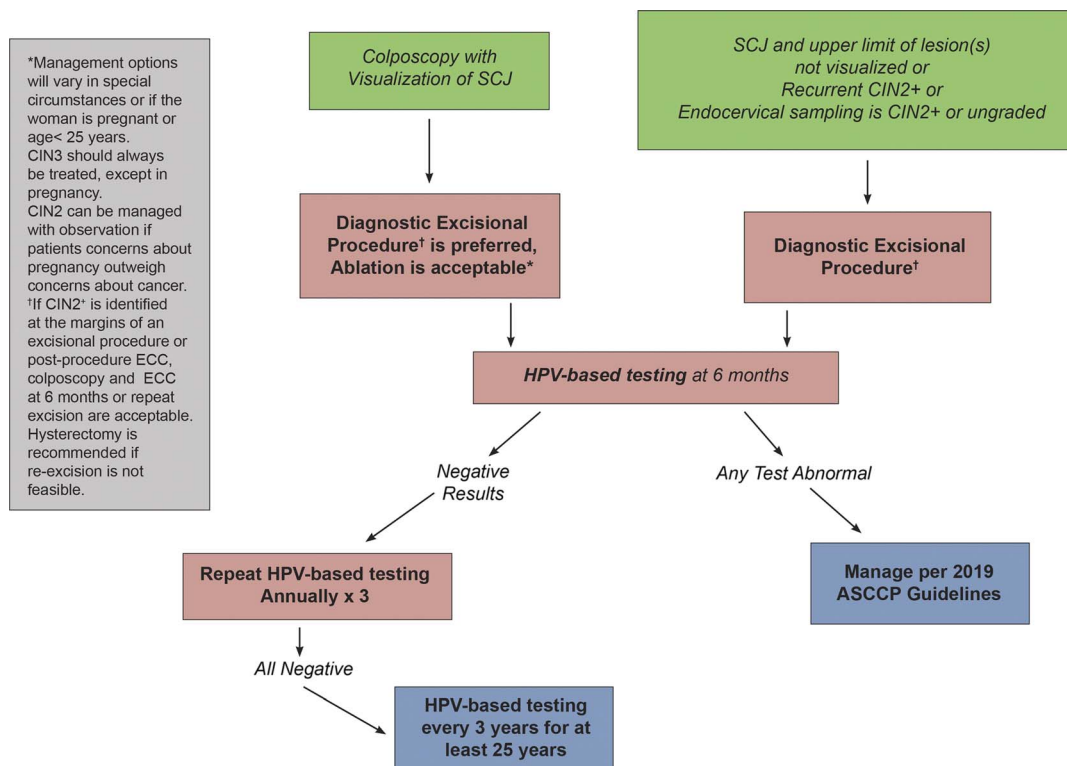 *Management options
will vary in special
circumstances or if the
woman is pregnant or
age< 25 years.
CIN3 should always
be treated, except in
pregnancy.
CIN2 can be managed
with observation if
patients concerns about
pregnancy outweigh
concerns about cancer.
†If CIN2⁺ is identified
at the margins of an
excisional procedure or
post-procedure ECC,
colposcopy and ECC
at 6 months or repeat
excision are acceptable.
Hysterectomy is
recommended if
re-excision is not
feasible.
Colposcopy with
Visualization of SCJ
SCJ and upper limit of lesion(s)
not visualized or
Recurrent CIN2+ or
Endocervical sampling is CIN2+ or ungraded
Diagnostic Excisional
Procedure† is preferred,
Ablation is acceptable*
Diagnostic Excisional
Procedure†
HPV-based testing at 6 months
Negative
Results
Any Test Abnormal
Repeat HPV-based testing
Annually x 3
Manage per 2019
ASCCP Guidelines
All Negative
HPV-based testing
every 3 years for at
least 25 years